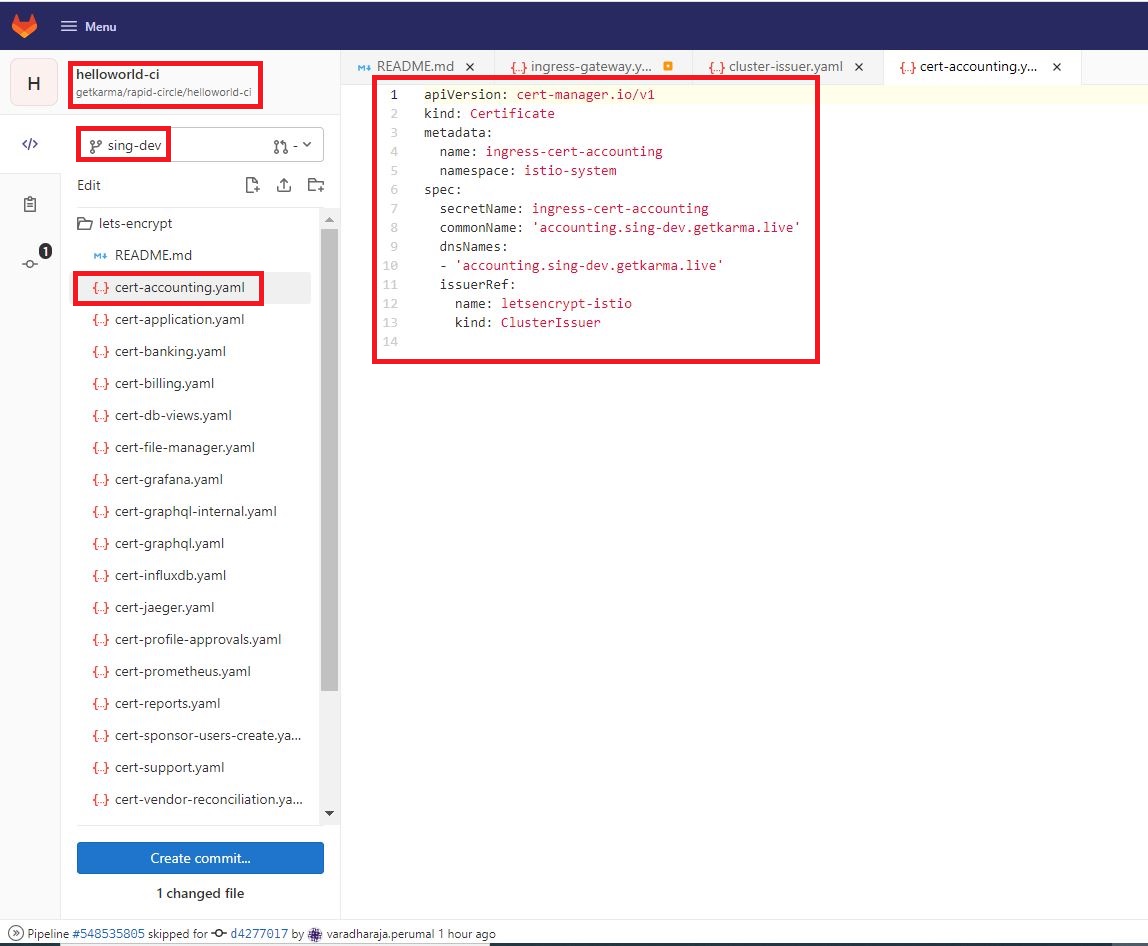 Menu
H
helloworld-ci
getkarma/rapid-circle/helloworld-ci
sing-dev
-
Edit
1
lets-encrypt
M↓ README.md
{..} cert-accounting.yaml
{..} cert-application.yaml
{..} cert-banking.yaml
{..} cert-billing.yaml
{..} cert-db-views.yaml
{..} cert-file-manager.yaml
{..} cert-grafana.yaml
{..} cert-graphql-internal.yaml
{..} cert-graphql.yaml
{..} cert-influxdb.yaml
{..} cert-jaeger.yaml
{..} cert-profile-approvals.yaml
{..} cert-prometheus.yaml
{..} cert-reports.yaml
{..} cert-sponsor-users-create.ya...
{..} cert-support.yaml
{..} cert-vendor-reconciliation.ya...
Create commit...
1 changed file
M↓ README.md × {..} ingress-gateway.y... {..} cluster-issuer.yaml × {..} cert-accounting.y... ×
1 apiVersion: cert-manager.io/v1
2 kind: Certificate
3 metadata:
4   name: ingress-cert-accounting
5   namespace: istio-system
6 spec:
7   secretName: ingress-cert-accounting
8   commonName: 'accounting.sing-dev.getkarma.live'
9   dnsNames:
10   - 'accounting.sing-dev.getkarma.live'
11   issuerRef:
12     name: letsencrypt-istio
13     kind: ClusterIssuer
14
Pipeline #548535805 skipped for d4277017 by varadharaja.perumal 1 hour ago